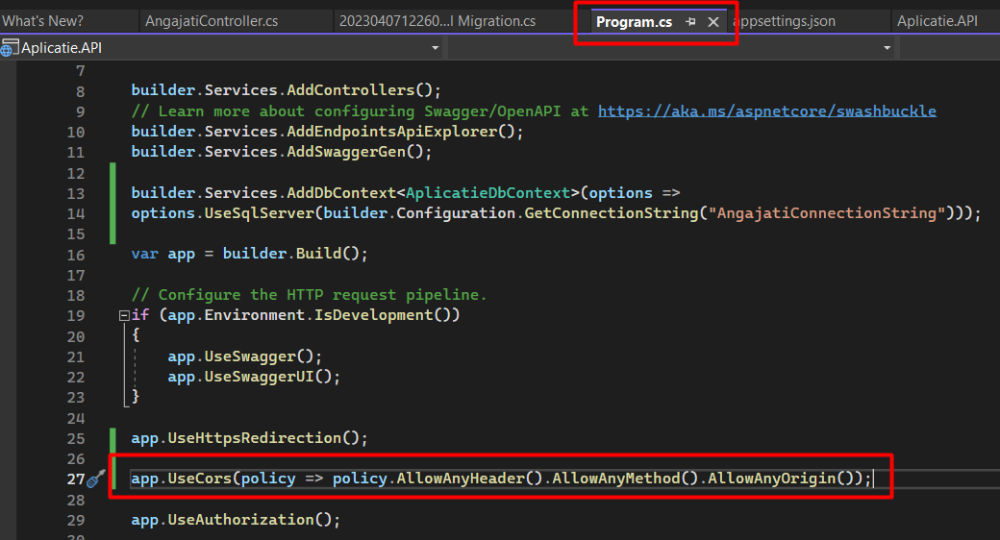 What's New? AngajatiController.cs 2023040712260...l Migration.cs Program.cs appsettings.json Aplicatie.API
Aplicatie.API
7
8 builder.Services.AddControllers();
9 // Learn more about configuring Swagger/OpenAPI at https://aka.ms/aspnetcore/swashbuckle
10 builder.Services.AddEndpointsApiExplorer();
11 builder.Services.AddSwaggerGen();
12
13 builder.Services.AddDbContext<AplicatieDbContext>(options =>
14 options.UseSqlServer(builder.Configuration.GetConnectionString("AngajatiConnectionString")));
15
16 var app = builder.Build();
17
18 // Configure the HTTP request pipeline.
19 if (app.Environment.IsDevelopment())
20 {
21 app.UseSwagger();
22 app.UseSwaggerUI();
23 }
24
25 app.UseHttpsRedirection();
26
27 app.UseCors(policy => policy.AllowAnyHeader().AllowAnyMethod().AllowAnyOrigin());
28
29 app.UseAuthorization();
30